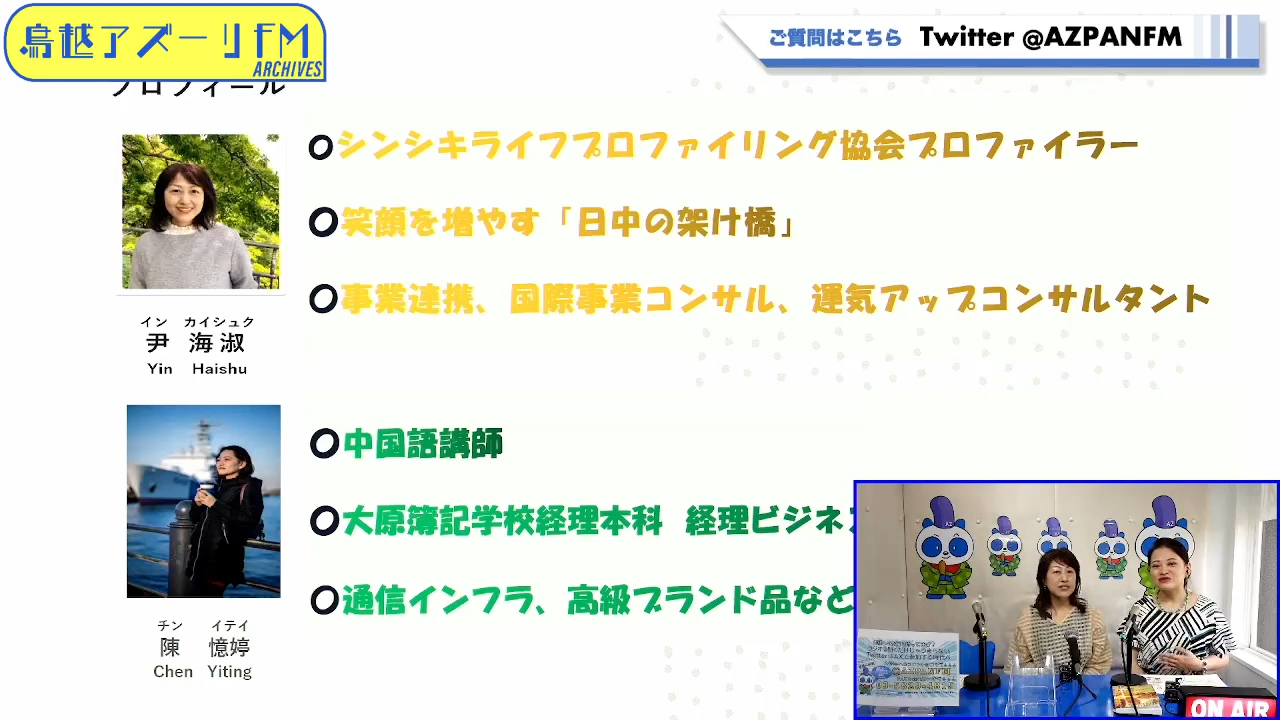 鳥越アズーリFM
ARCHIVES
ご質問はこちら Twitter @AZPANFM
プロフィール
シンシキライフプロファイリング協会プロファイラー
笑顔を増やす「日中の架け橋」
事業連携、国際事業コンサル、運気アップコンサルタント
イン カイシュク
尹 海淑
Yin Haishu
中国語講師
大原簿記学校経理本科 経理ビジネス
通信インフラ、高級ブランド品など
チン イテイ
陳 憶婷
Chen Yiting
ON AIR